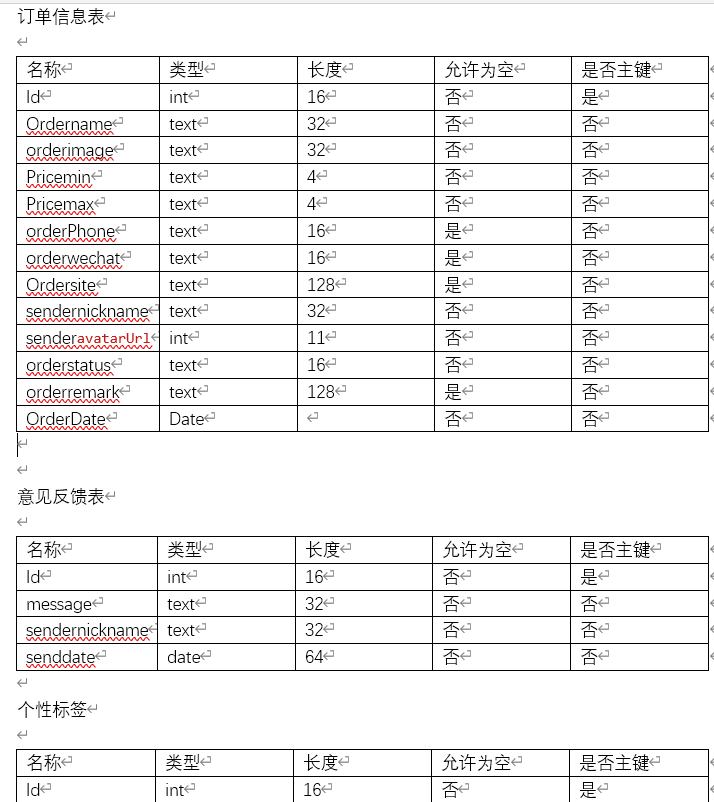 订单信息表
名称 类型 长度 允许为空 是否主键
Id int 16 否 是
Ordername text 32 否 否
orderimage text 32 否 否
Pricemin text 4 否 否
Pricemax text 4 否 否
orderPhone text 16 是 否
orderwechat text 16 是 否
Ordersite text 128 是 否
sendernickname text 32 否 否
senderavatarUrl int 11 否 否
orderstatus text 16 否 否
orderremark text 128 是 否
OrderDate Date 否 否
意见反馈表
名称 类型 长度 允许为空 是否主键
Id int 16 否 是
message text 32 否 否
sendernickname text 32 否 否
senddate date 64 否 否
个性标签
名称 类型 长度 允许为空 是否主键
Id int 16 否 是